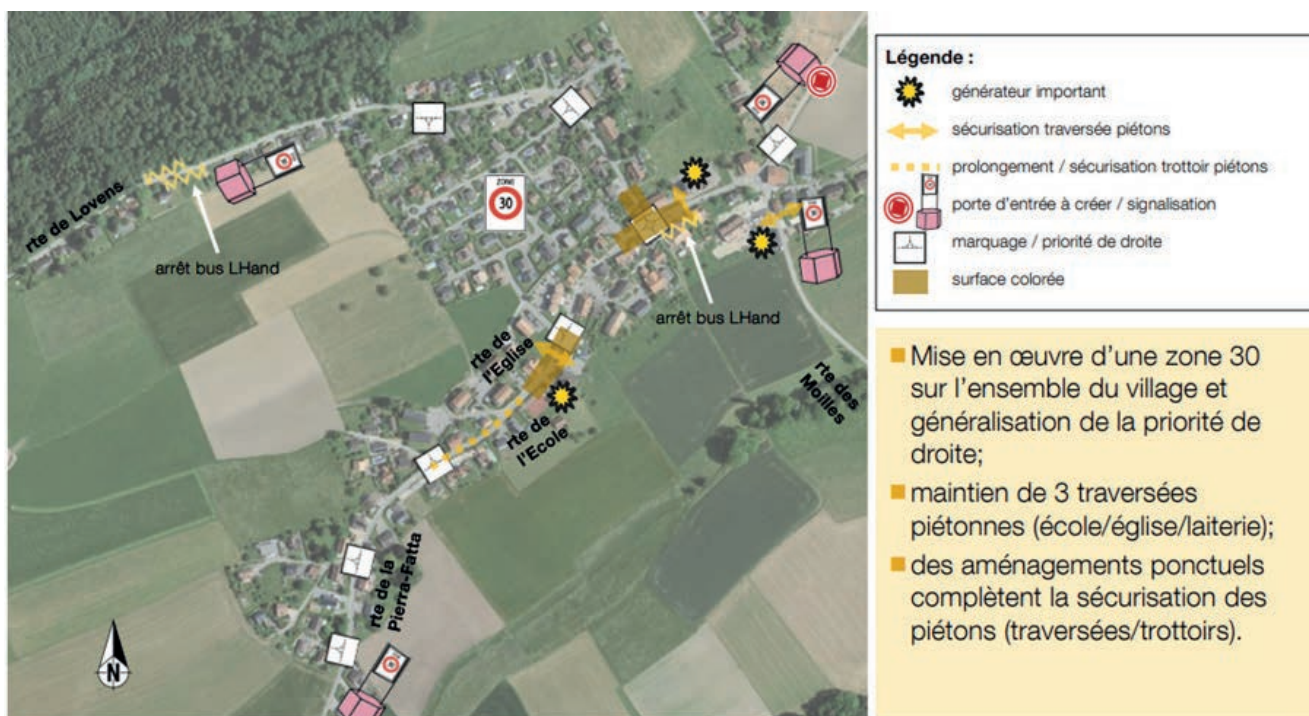 rte de Lovens
arrêt bus LHand
ZONE
30
arrêt bus LHand
rte de
l'Eglise
rte de
l'Ecole
rte des
Moilles
rte de la
Pierra-Fatta
N
Légende :
générateur important
sécurisation traversée piétons
prolongement / sécurisation trottoir piétons
porte d'entrée à créer / signalisation
marquage / priorité de droite
surface colorée
Mise en œuvre d'une zone 30
sur l'ensemble du village et
généralisation de la priorité de
droite;
maintien de 3 traversées
piétonnes (école/église/laiterie);
des aménagements ponctuels
complètent la sécurisation des
piétons (traversées/trottoirs).